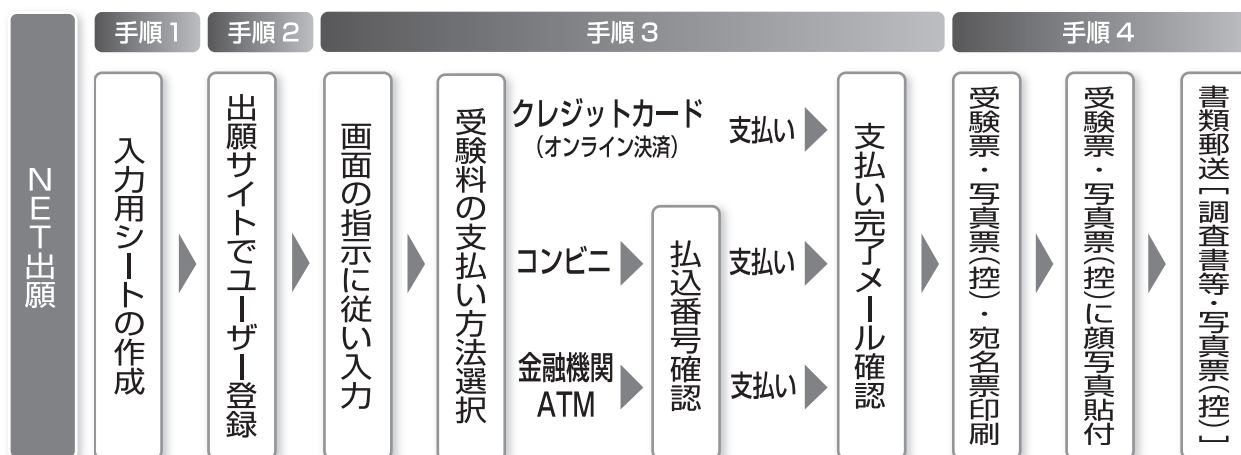 NET出願
手順1
手順2
手順3
手順4
入力用シートの作成
出願サイトでユーザー登録
画面の指示に従い入力
受験料の支払い方法選択
クレジットカード
(オンライン決済)
支払い
コンビニ
金融機関
ATM
払込番号確認
支払い
支払い
支払い完了メール確認
受験票・写真票(控)・宛名票印刷
受験票・写真票(控)に顔写真貼付
書類郵送[調査書等・写真票(控)]